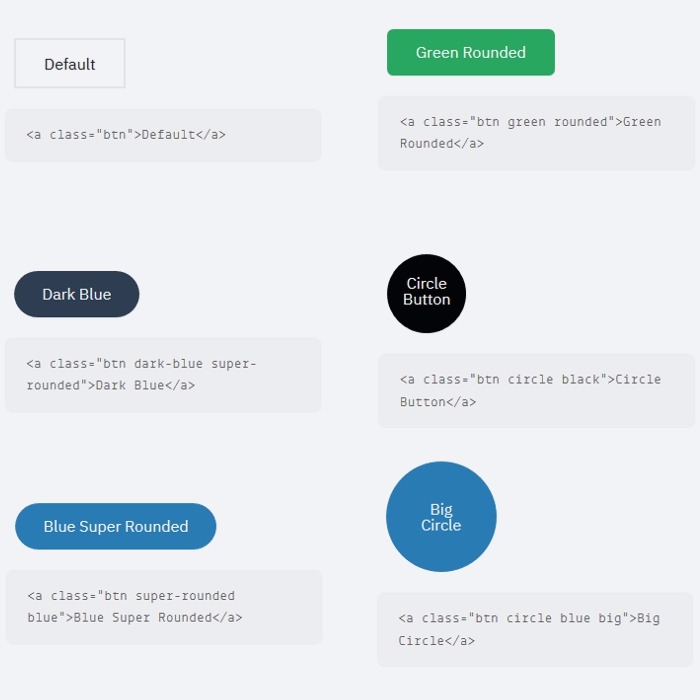 Default
<a class="btn">Default</a>
Green Rounded
<a class="btn green rounded">Green
Rounded</a>
Dark Blue
<a class="btn dark-blue super-
rounded">Dark Blue</a>
Circle
Button
<a class="btn circle black">Circle
Button</a>
Blue Super Rounded
<a class="btn super-rounded
blue">Blue Super Rounded</a>
Big
Circle
<a class="btn circle blue big">Big
Circle</a>